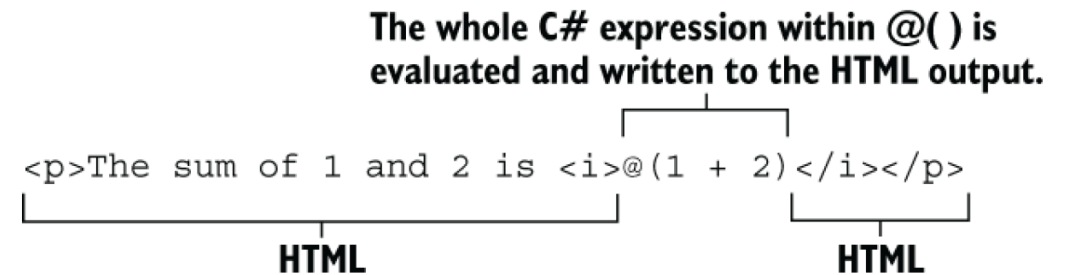 The whole C# expression within @( ) is
evaluated and written to the HTML output.
<p>The sum of 1 and 2 is <i>@(1 + 2)</i></p>
HTML
HTML